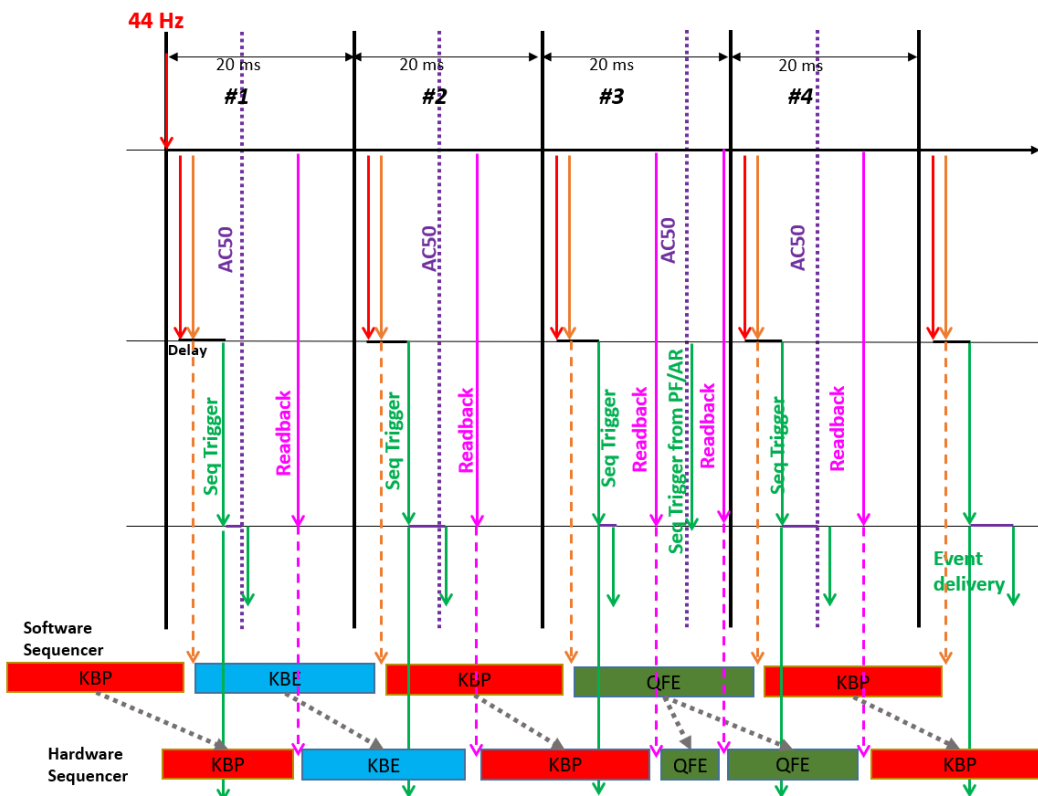 44 Hz
20 ms
20 ms
20 ms
20 ms
#1
#2
#3
#4
AC50
AC50
AC50
AC50
Delay
Seq Trigger
Readback
Seq Trigger
Readback
Seq Trigger
Readback
Seq Trigger from PF/AR
Readback
Seq Trigger
Readback
Event
delivery
Software
Sequencer
KBP
KBE
KBP
QFE
KBP
Hardware
Sequencer
KBP
KBE
KBP
QFE
QFE
KBP